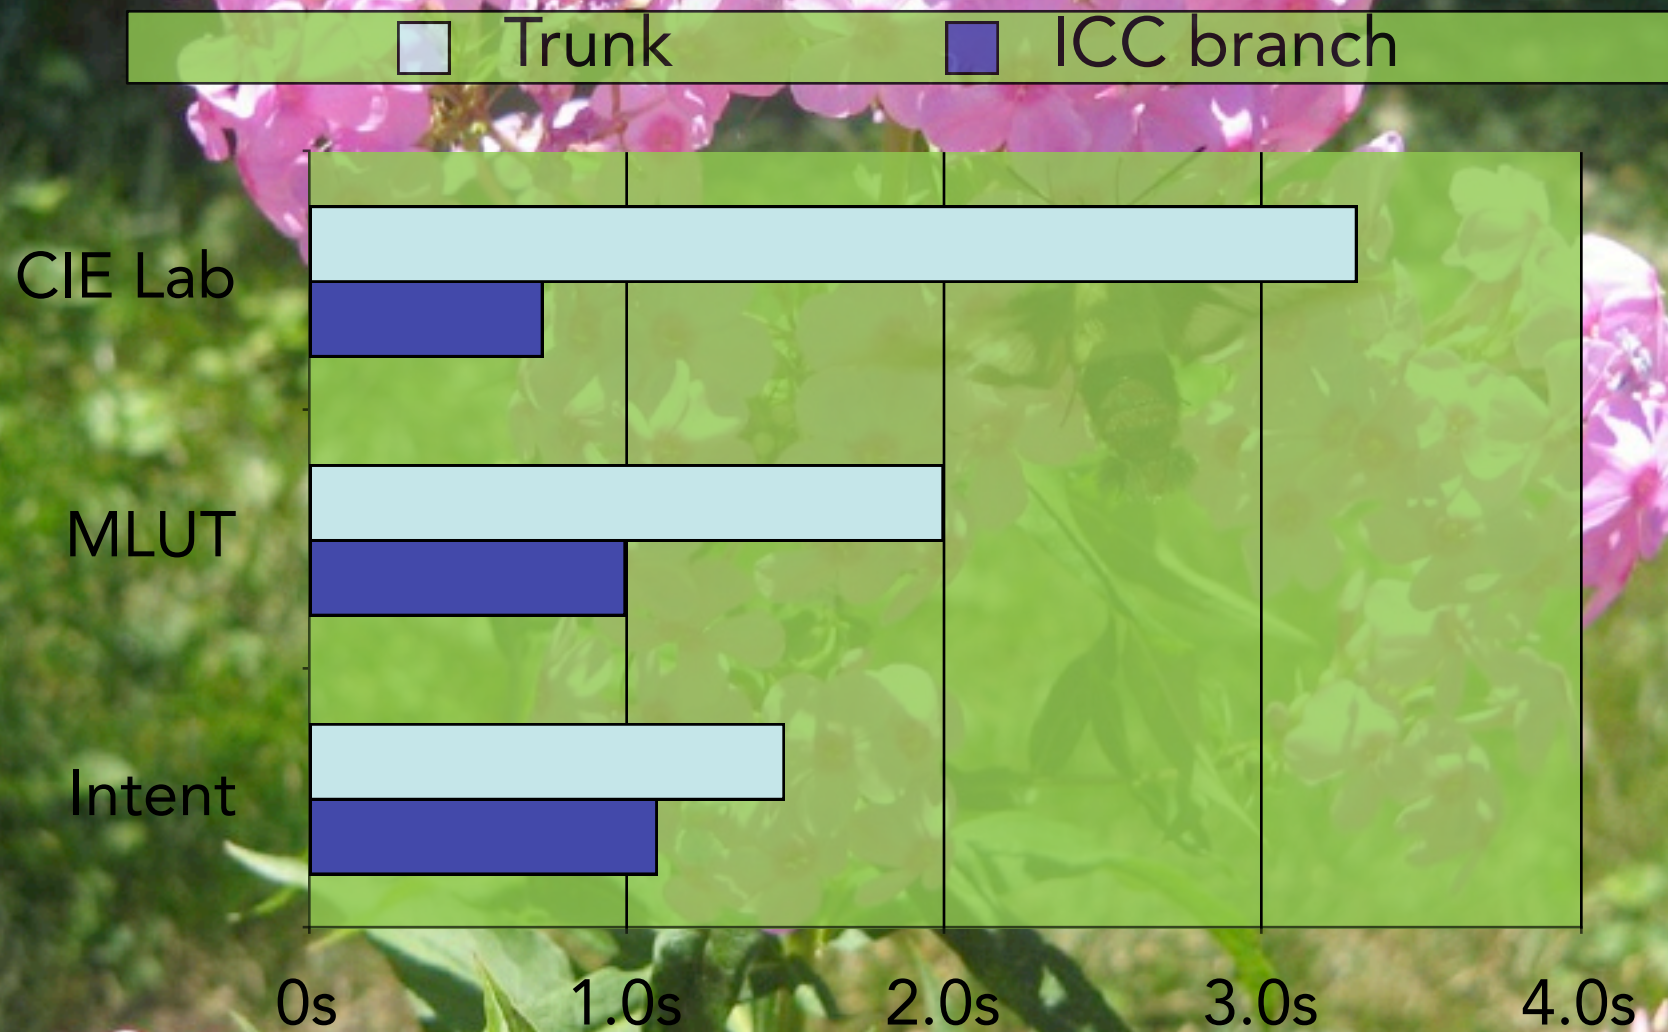 Trunk ICC branch
CIE Lab
MLUT
Intent
0s 1.0s 2.0s 3.0s 4.0s